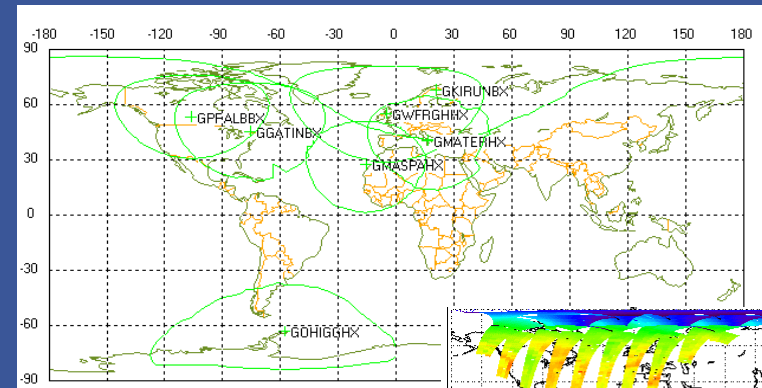 -180 -150 -120 -90 -60 -30 0 30 60 90 120 150 180
90
60
30
0
-30
-60
-90
GKIRUNBX
GPFALBBX
GWFRGHHX
GGATINBX
GMATERHX
GMASPAHX
GOHIGGHX